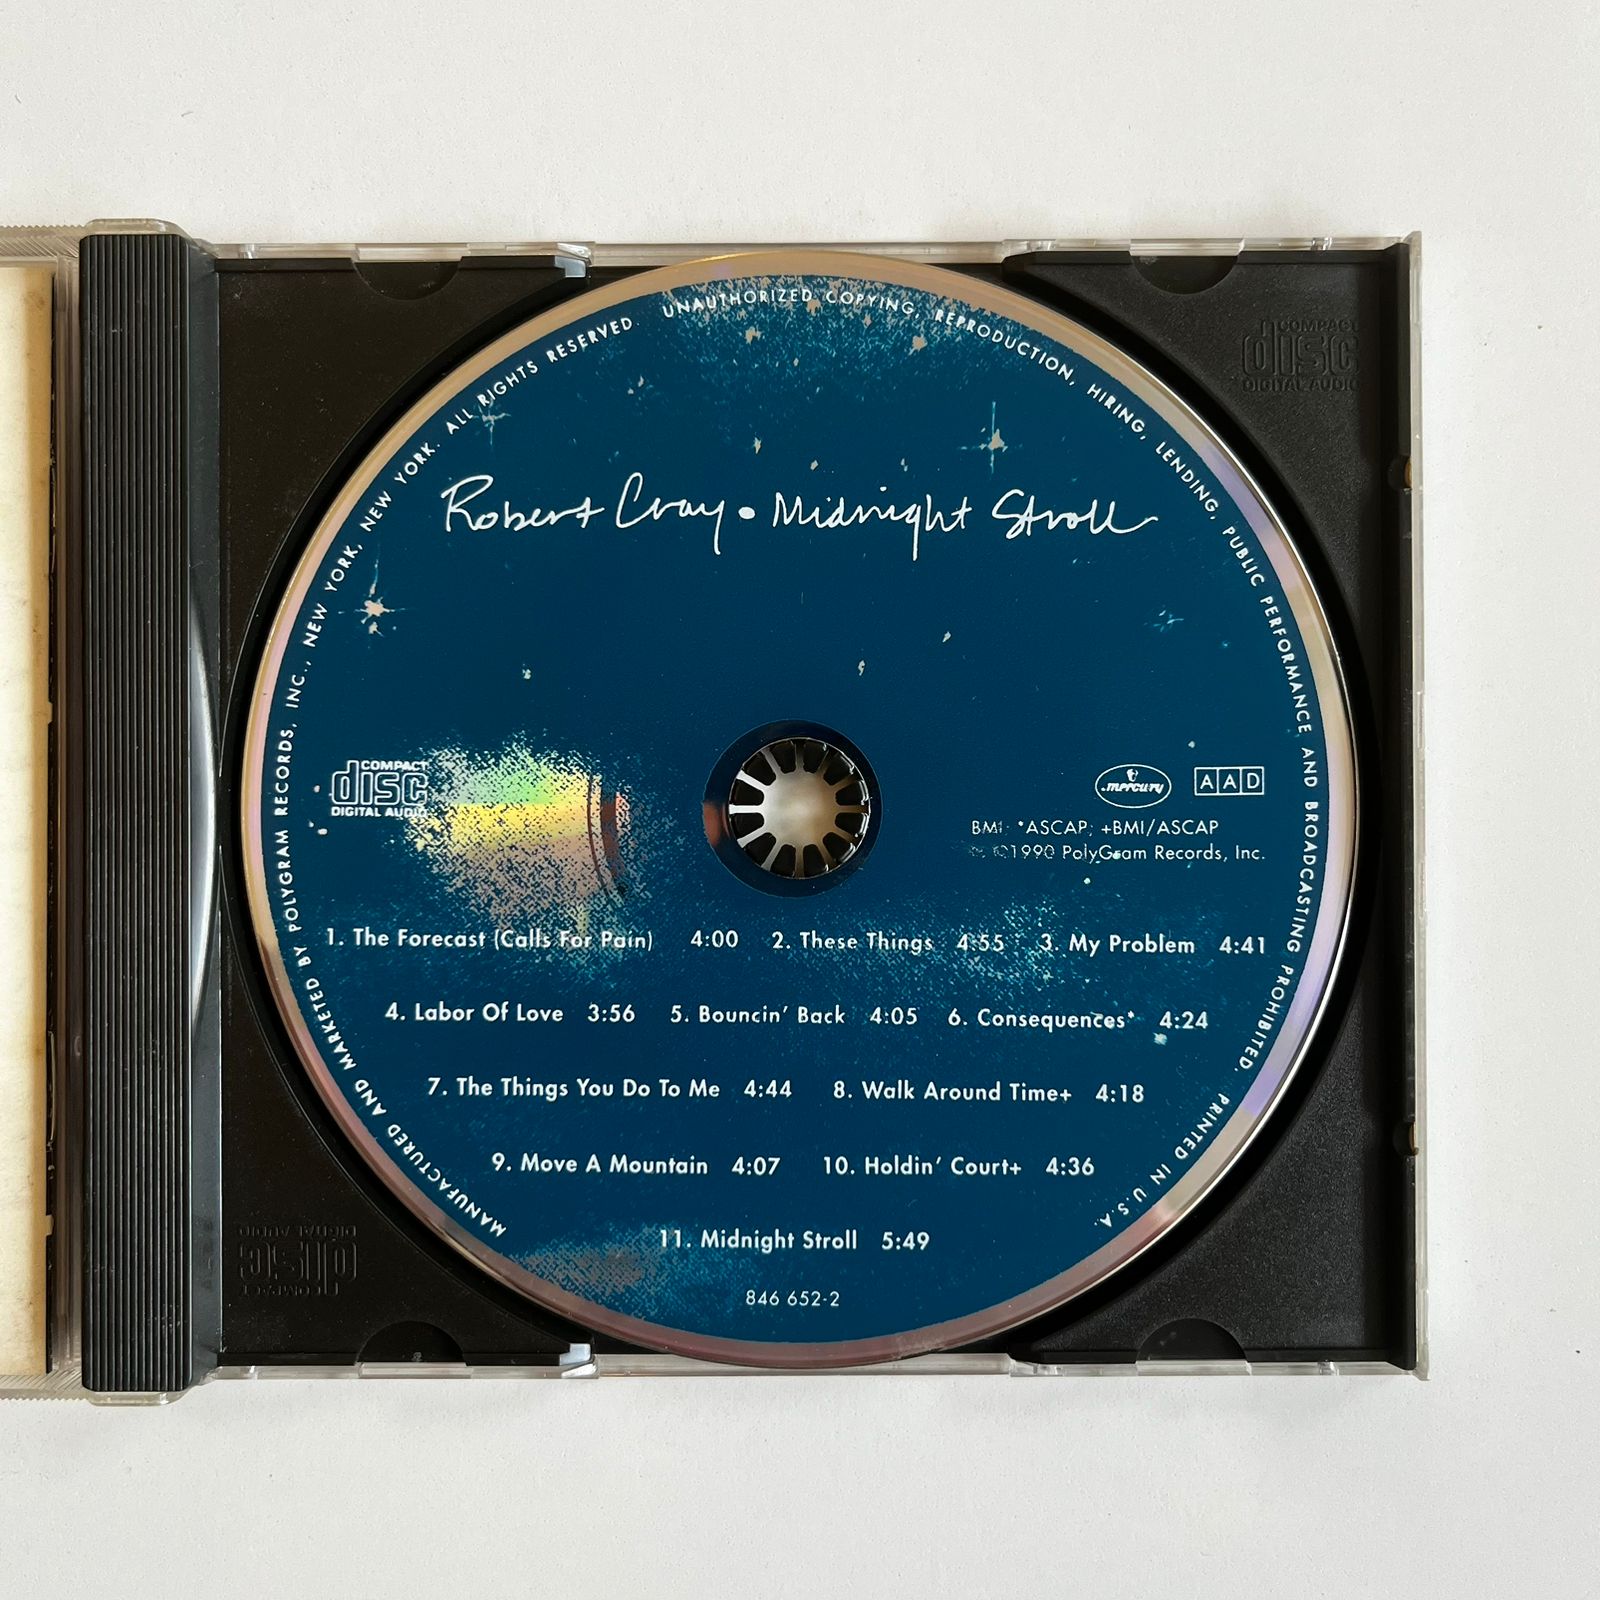 MANUFACTURED AND MARKETED BY POLYGRAM RECORDS, INC., NEW YORK, NEW YORK. ALL RIGHTS RESERVED UNAUTHORIZED COPYING, REPRODUCTION, HIRING, LENDING, PUBLIC PERFORMANCE AND BROADCASTING PROHIBITED. PRINTED IN U.S.A.
COMPACT
disc
DIGITAL AUDIO
Robert Cray • Midnight Stroll
COMPACT
disc
DIGITAL AUDIO
mercury
AAD
BMI; *ASCAP; +BMI/ASCAP
©1990 PolyGram Records, Inc.
1. The Forecast (Calls For Pain) 4:00 2. These Things 4:55 3. My Problem 4:41
4. Labor Of Love 3:56 5. Bouncin' Back 4:05 6. Consequences* 4:24
7. The Things You Do To Me 4:44 8. Walk Around Time+ 4:18
9. Move A Mountain 4:07 10. Holdin' Court+ 4:36
11. Midnight Stroll 5:49
846 652-2
COMPACT
disc
DIGITAL AUDIO